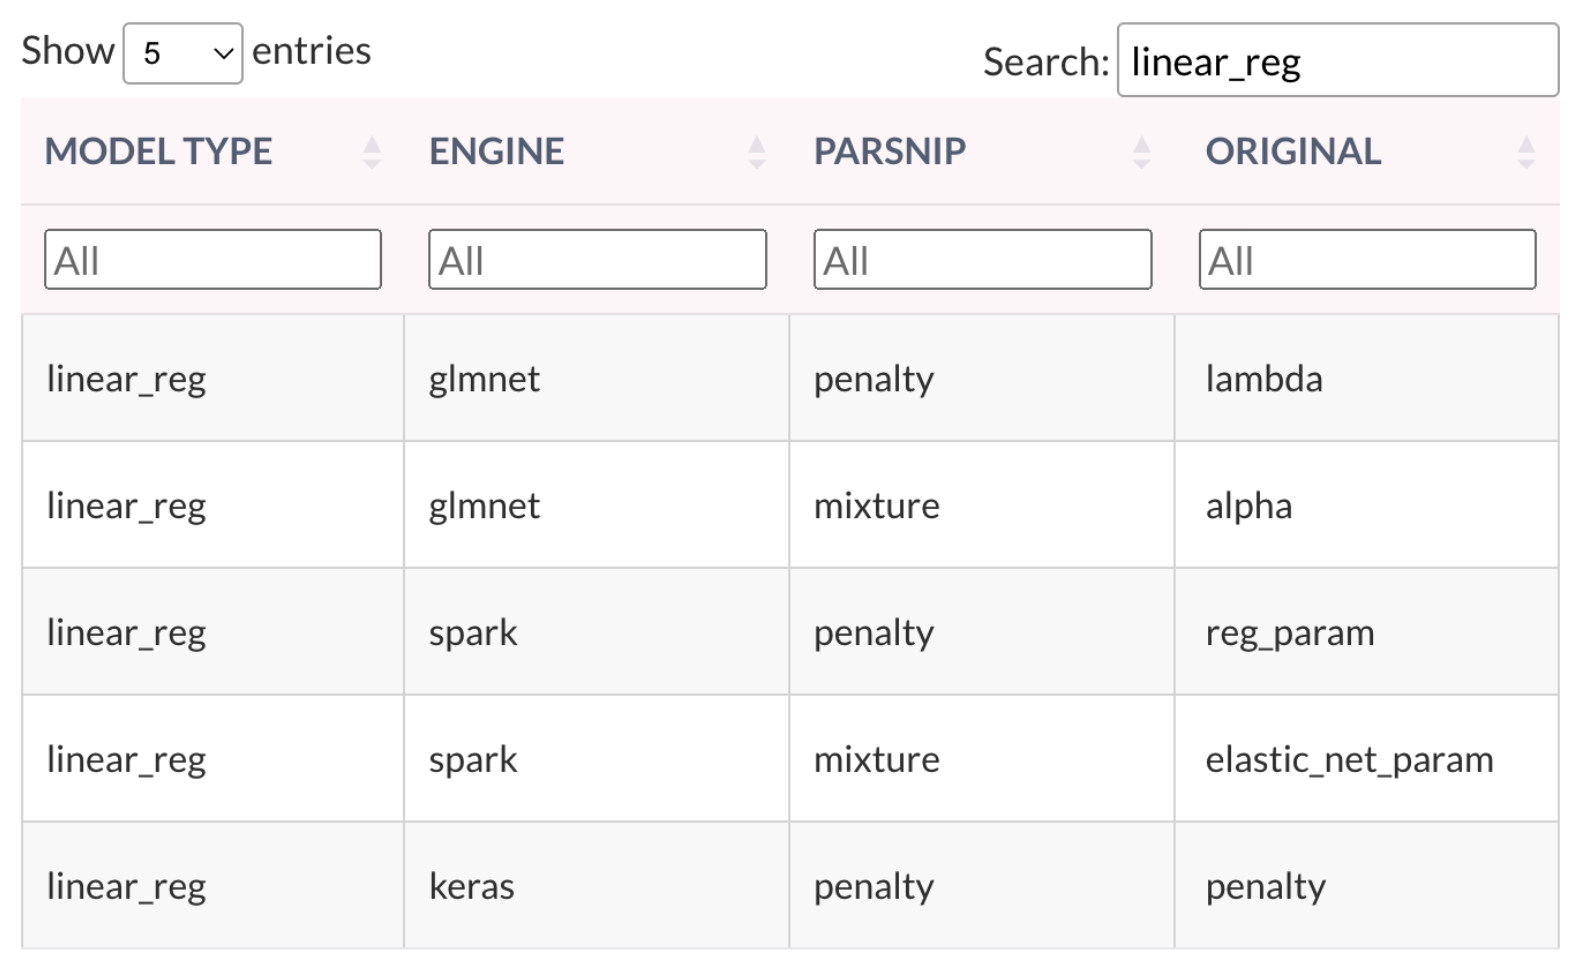 Show 5 entries Search: linear_reg
MODEL TYPE ENGINE PARSNIP ORIGINAL
All All All All
linear_reg glmnet penalty lambda
linear_reg glmnet mixture alpha
linear_reg spark penalty reg_param
linear_reg spark mixture elastic_net_param
linear_reg keras penalty penalty